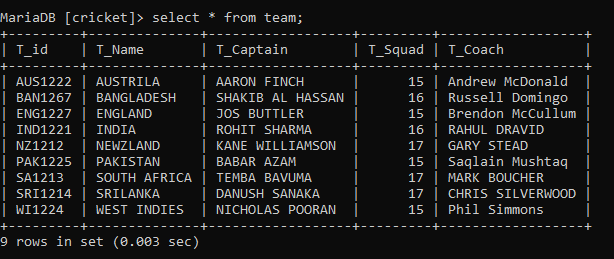 MariaDB [cricket]> select * from team;
+---------+--------------+-----------------+---------+------------------+
| T_id | T_Name | T_Captain | T_Squad | T_Coach |
+---------+--------------+-----------------+---------+------------------+
| AUS1222 | AUSTRILA | AARON FINCH | 15 | Andrew McDonald |
| BAN1267 | BANGLADESH | SHAKIB AL HASSAN | 16 | Russell Domingo |
| ENG1227 | ENGLAND | JOS BUTTLER | 15 | Brendon McCullum |
| IND1221 | INDIA | ROHIT SHARMA | 16 | RAHUL DRAVID |
| NZ1212 | NEWZLAND | KANE WILLIAMSON | 17 | GARY STEAD |
| PAK1225 | PAKISTAN | BABAR AZAM | 15 | Saqlain Mushtaq |
| SA1213 | SOUTH AFRICA | TEMBA BAVUMA | 17 | MARK BOUCHER |
| SRI1214 | SRILANKA | DANUSH SANAKA | 17 | CHRIS SILVERWOOD |
| WI1224 | WEST INDIES | NICHOLAS POORAN | 15 | Phil Simmons |
+---------+--------------+-----------------+---------+------------------+
9 rows in set (0.003 sec)